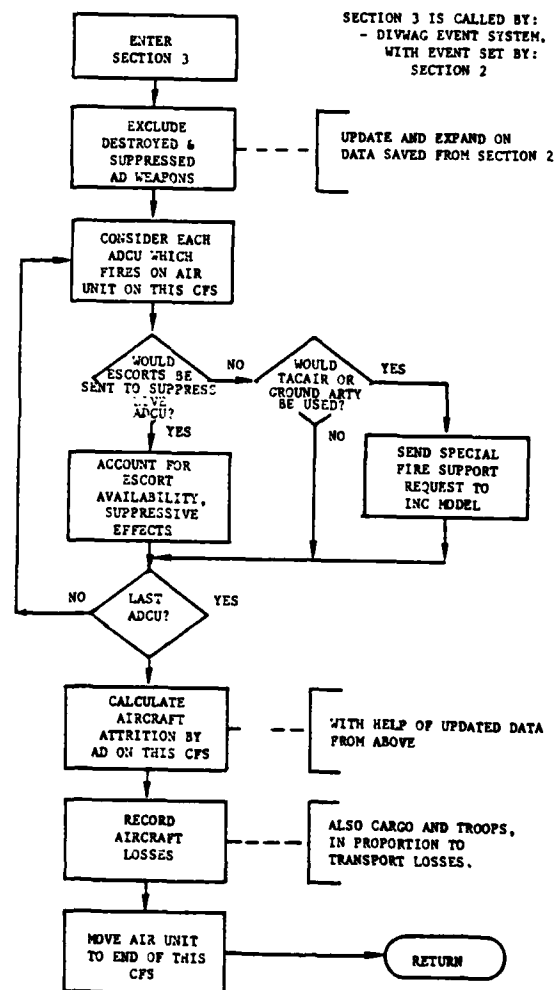 SECTION 3 IS CALLED BY:
- DIVWAG EVENT SYSTEM,
WITH EVENT SET BY:
SECTION 2
ENTER
SECTION 3
EXCLUDE
DESTROYED &
SUPPRESSED
AD WEAPONS
UPDATE AND EXPAND ON
DATA SAVED FROM SECTION 2
CONSIDER EACH
ADCU WHICH
FIRES ON AIR
UNIT ON THIS CFS
WOULD
ESCORTS BE
SENT TO SUPPRESS
LIVE
ADCU?
NO
WOULD
TACAIR OR
GROUND ARTY
BE USED?
YES
YES
NO
ACCOUNT FOR
ESCORT
AVAILABILITY,
SUPPRESSIVE
EFFECTS
SEND SPECIAL
FIRE SUPPORT
REQUEST TO
INC MODEL
NO
LAST
ADCU?
YES
CALCULATE
AIRCRAFT
ATTRITION BY
AD ON THIS CFS
WITH HELP OF UPDATED DATA
FROM ABOVE
RECORD
AIRCRAFT
LOSSES
ALSO CARGO AND TROOPS,
IN PROPORTION TO
TRANSPORT LOSSES.
MOVE AIR UNIT
TO END OF THIS
CFS
RETURN